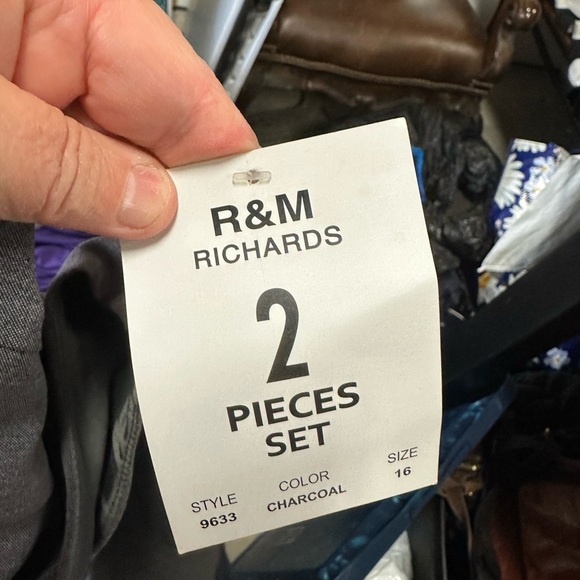 R&M
RICHARDS
2
PIECES
SET
STYLE COLOR SIZE
9633 CHARCOAL 16